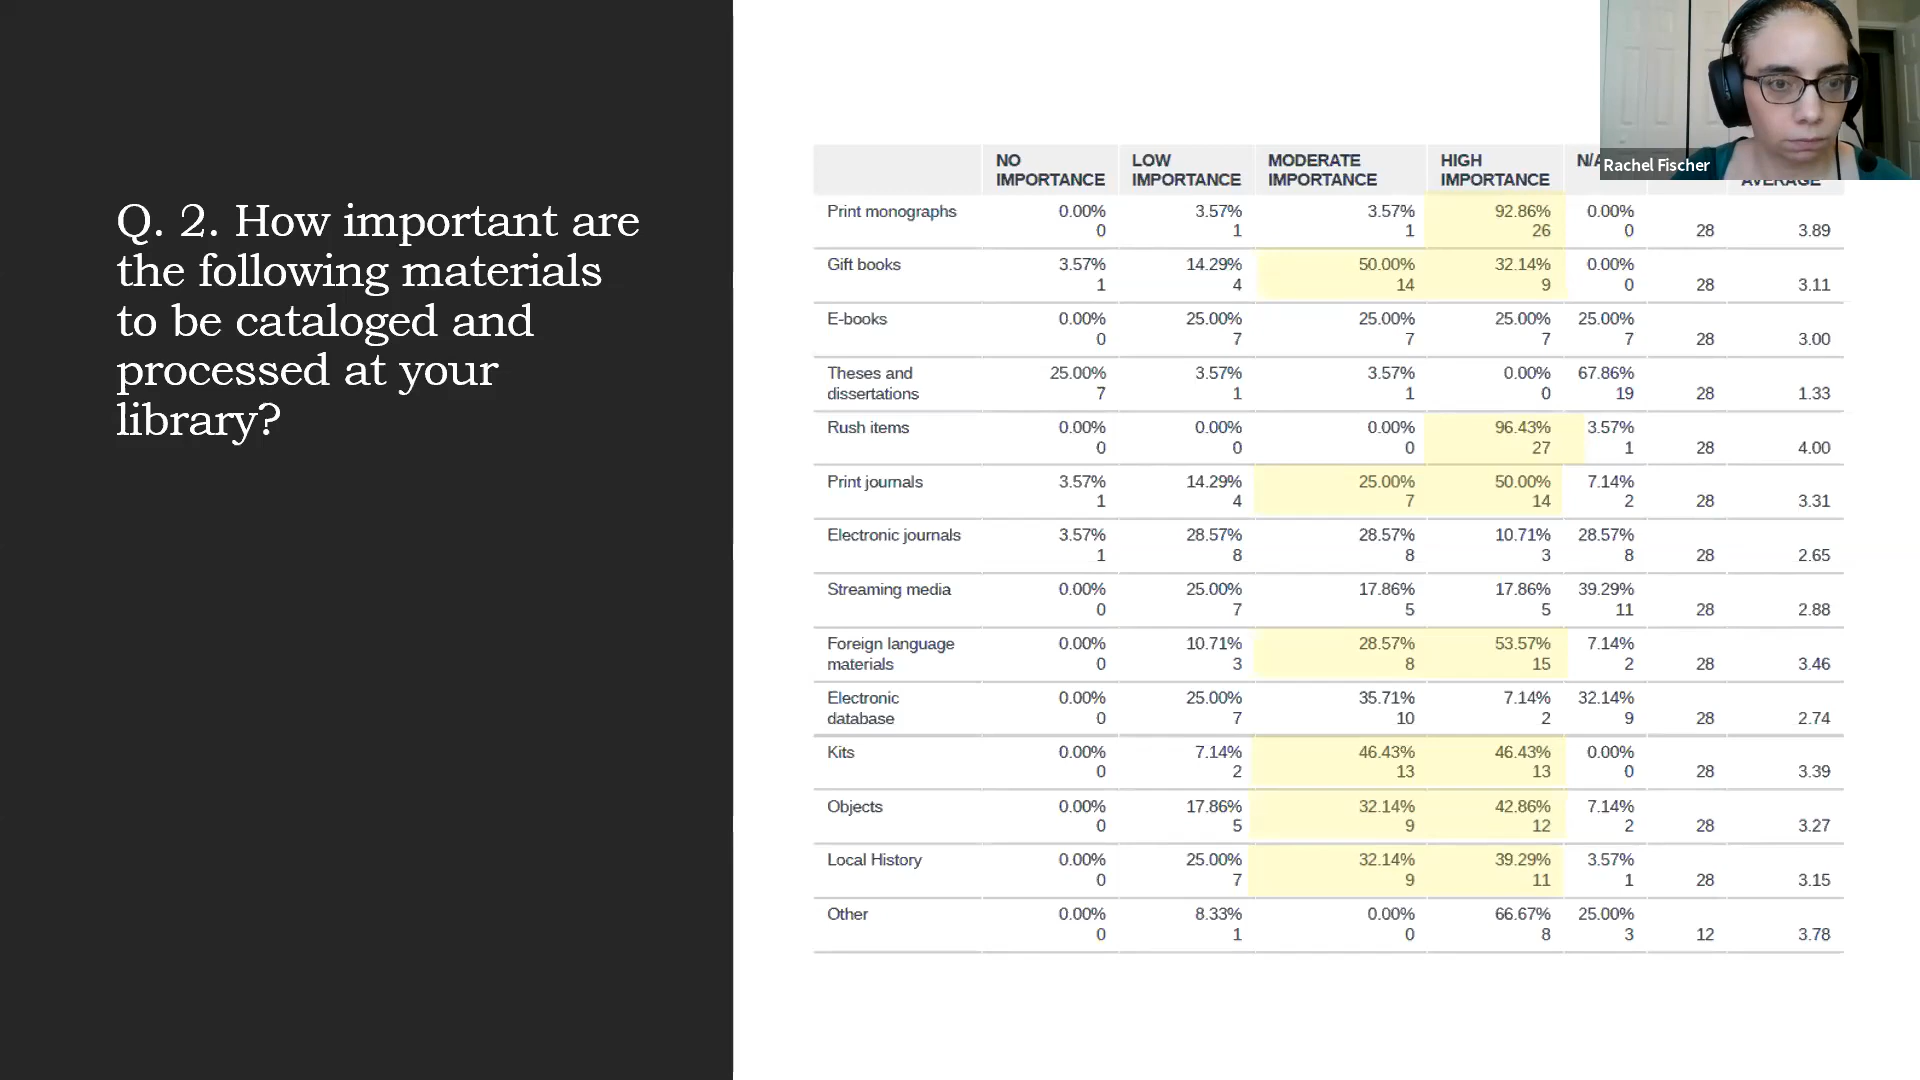 Q. 2. How important are
the following materials
to be cataloged and
processed at your
library?
NO IMPORTANCE LOW IMPORTANCE MODERATE IMPORTANCE HIGH IMPORTANCE AVERAGE
Rachel Fischer
Print monographs 0.00% 3.57% 3.57% 92.86% 0.00%
0 1 1 26 0 28 3.89
Gift books 3.57% 14.29% 50.00% 32.14% 0.00%
1 4 14 9 0 28 3.11
E-books 0.00% 25.00% 25.00% 25.00% 25.00%
0 7 7 7 7 28 3.00
Theses and 25.00% 3.57% 3.57% 0.00% 67.86%
dissertations 7 1 1 0 19 28 1.33
Rush items 0.00% 0.00% 0.00% 96.43% 3.57%
0 0 0 27 1 28 4.00
Print journals 3.57% 14.29% 25.00% 50.00% 7.14%
1 4 7 14 2 28 3.31
Electronic journals 3.57% 28.57% 28.57% 10.71% 28.57%
1 8 8 3 8 28 2.65
Streaming media 0.00% 25.00% 17.86% 17.86% 39.29%
0 7 5 5 11 28 2.88
Foreign language 0.00% 10.71% 28.57% 53.57% 7.14%
materials 0 3 8 15 2 28 3.46
Electronic 0.00% 25.00% 35.71% 7.14% 32.14%
database 0 7 10 2 9 28 2.74
Kits 0.00% 7.14% 46.43% 46.43% 0.00%
0 2 13 13 0 28 3.39
Objects 0.00% 17.86% 32.14% 42.86% 7.14%
0 5 9 12 2 28 3.27
Local History 0.00% 25.00% 32.14% 39.29% 3.57%
0 7 9 11 1 28 3.15
Other 0.00% 8.33% 0.00% 66.67% 25.00%
0 1 0 8 3 12 3.78